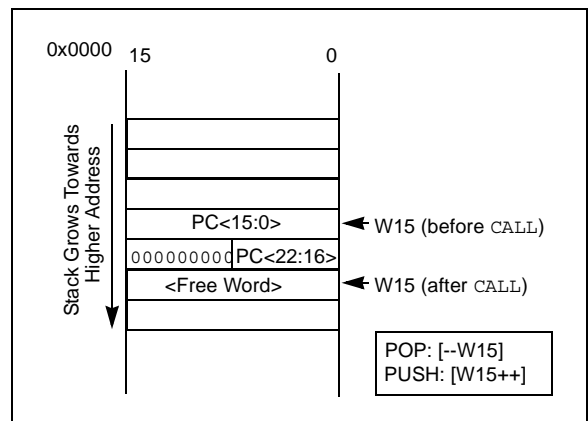 0x0000
15 0
Stack Grows Towards
Higher Address
PC<15:0>
W15 (before CALL)
000000000 PC<22:16>
<Free Word>
W15 (after CALL)
POP: [--W15]
PUSH: [W15++]